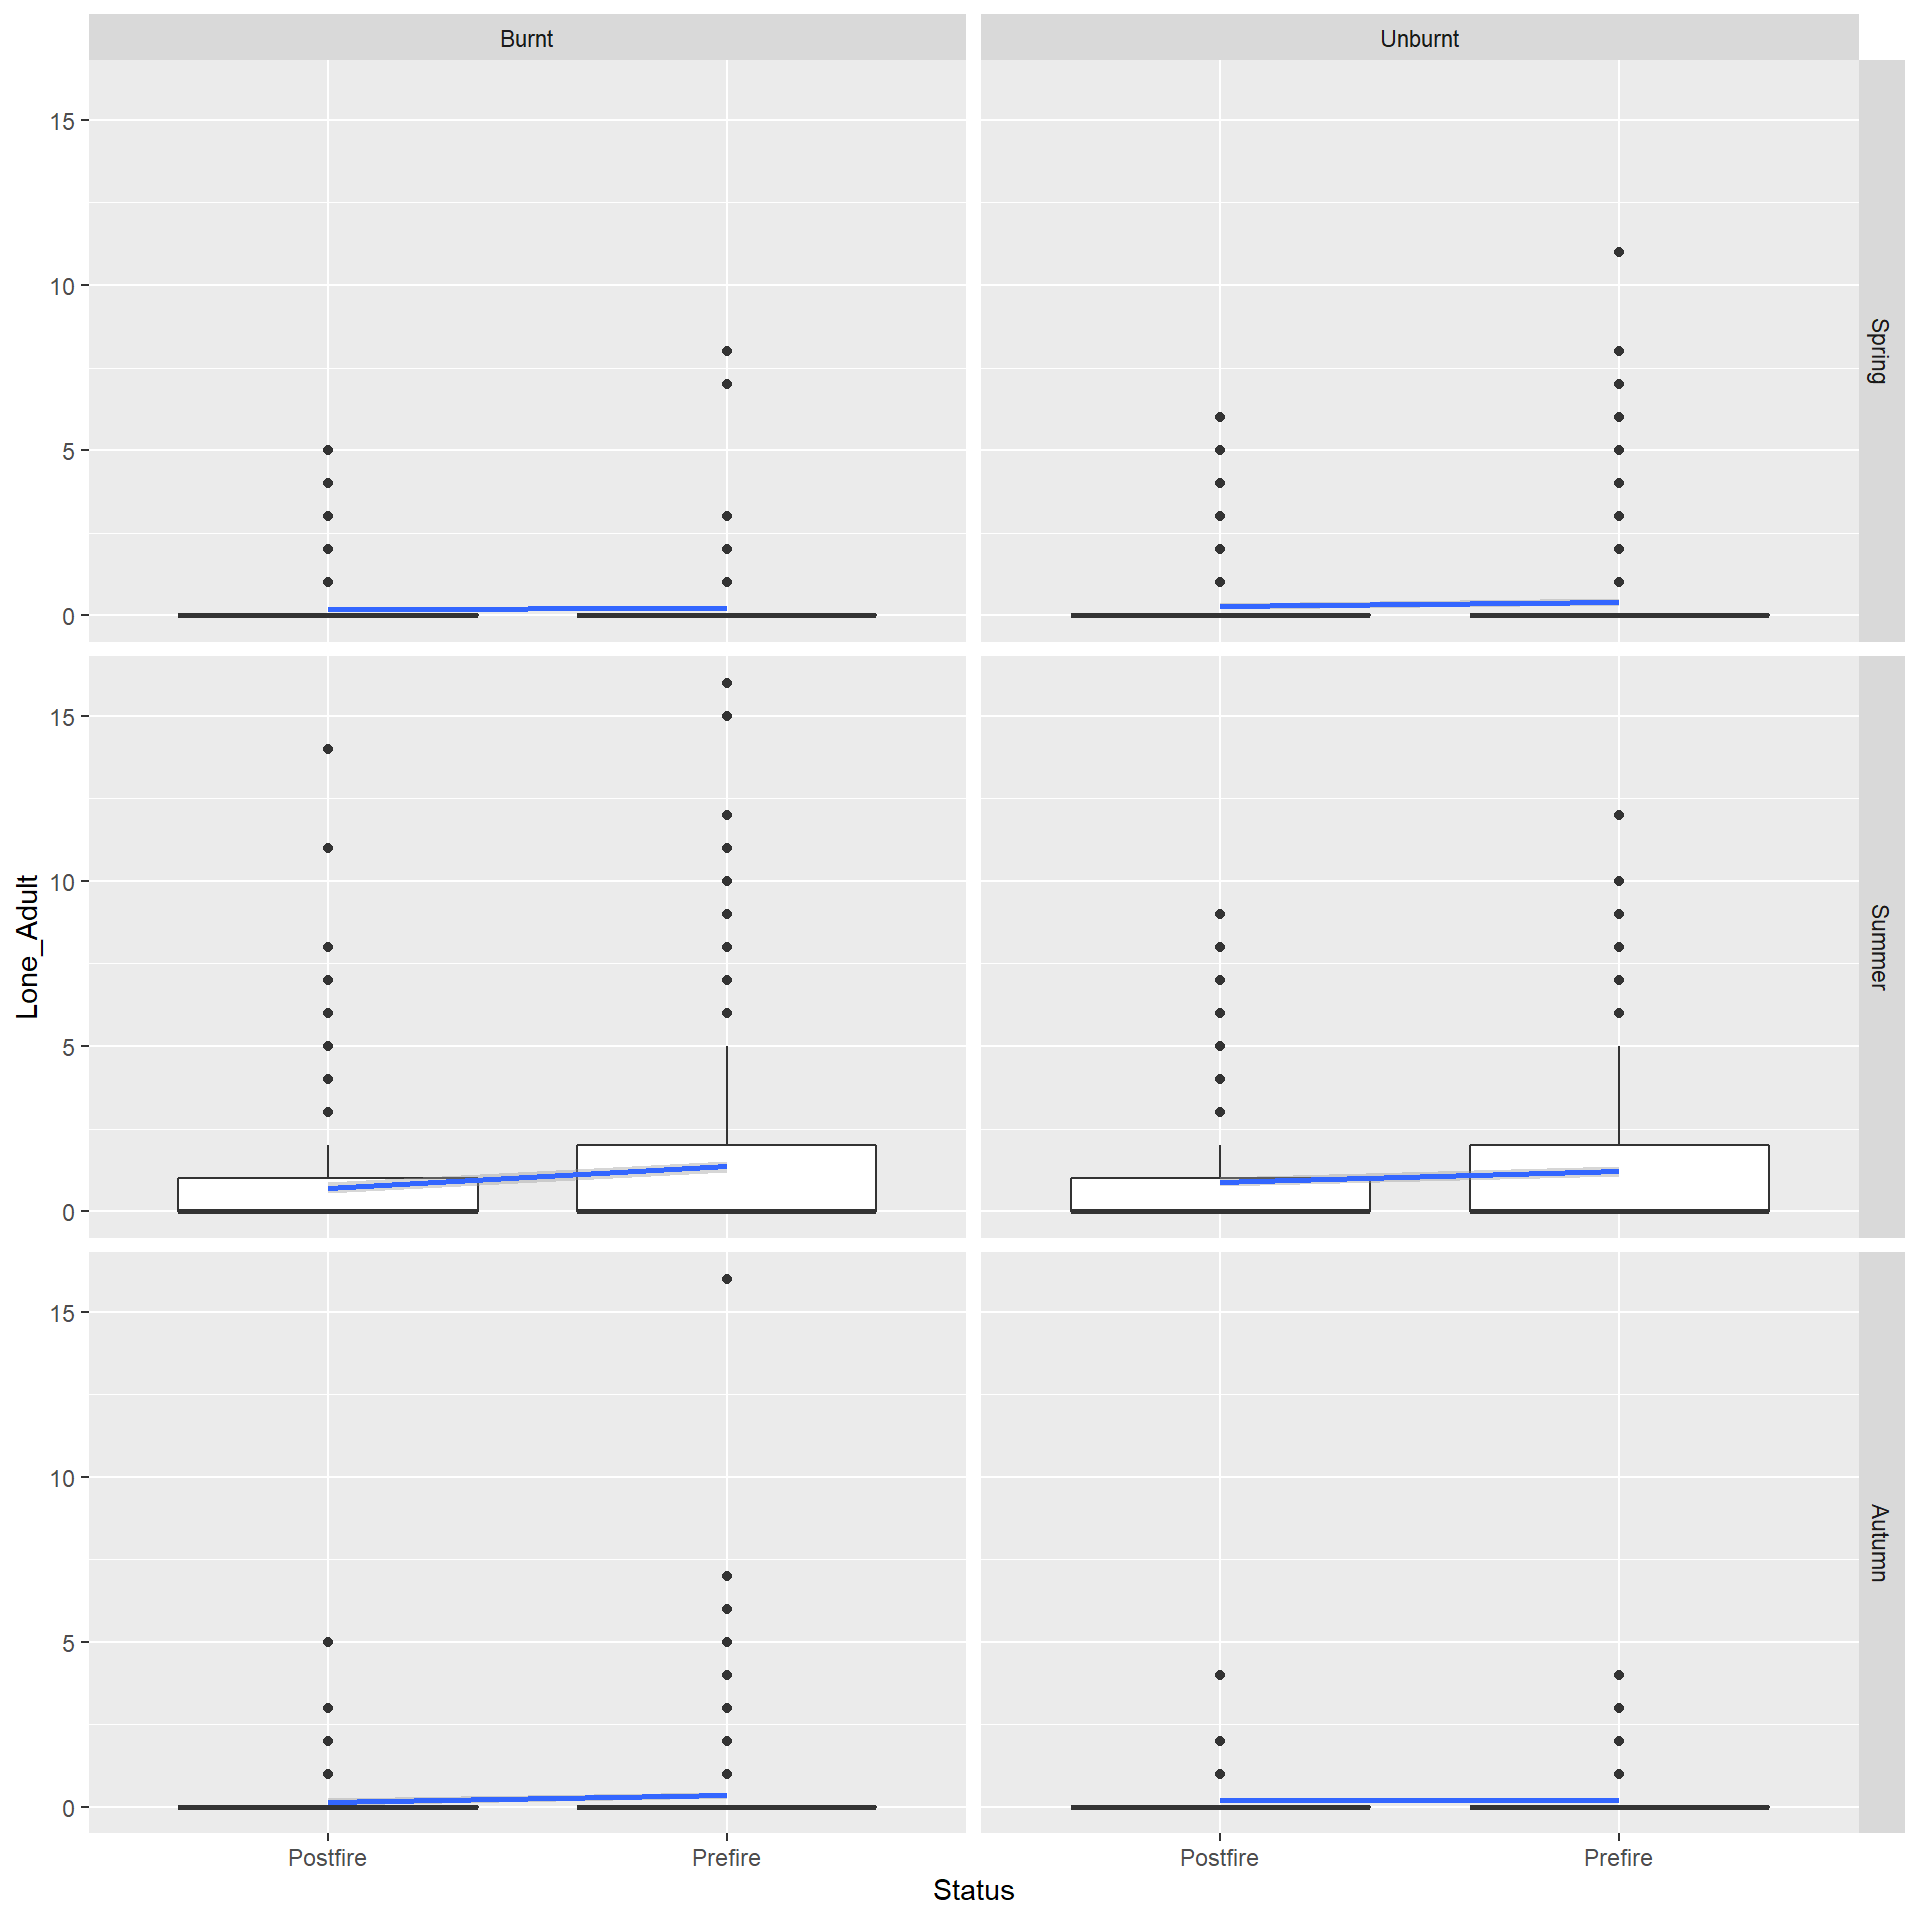 Burnt
Unburnt
15
10
5
0
Spring
15
10
5
0
Summer
15
10
5
0
Autumn
Lone_Adult
Postfire
Prefire
Postfire
Prefire
Status